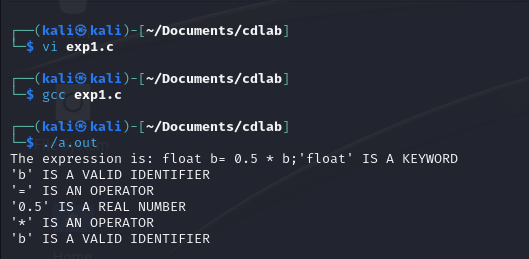 ┌──(kali㉿kali)-[~/Documents/cdlab]
└─$ vi exp1.c
┌──(kali㉿kali)-[~/Documents/cdlab]
└─$ gcc exp1.c
┌──(kali㉿kali)-[~/Documents/cdlab]
└─$ ./a.out
The expression is: float b= 0.5 * b;'float' IS A KEYWORD
'b' IS A VALID IDENTIFIER
'=' IS AN OPERATOR
'0.5' IS A REAL NUMBER
'*' IS AN OPERATOR
'b' IS A VALID IDENTIFIER
Home